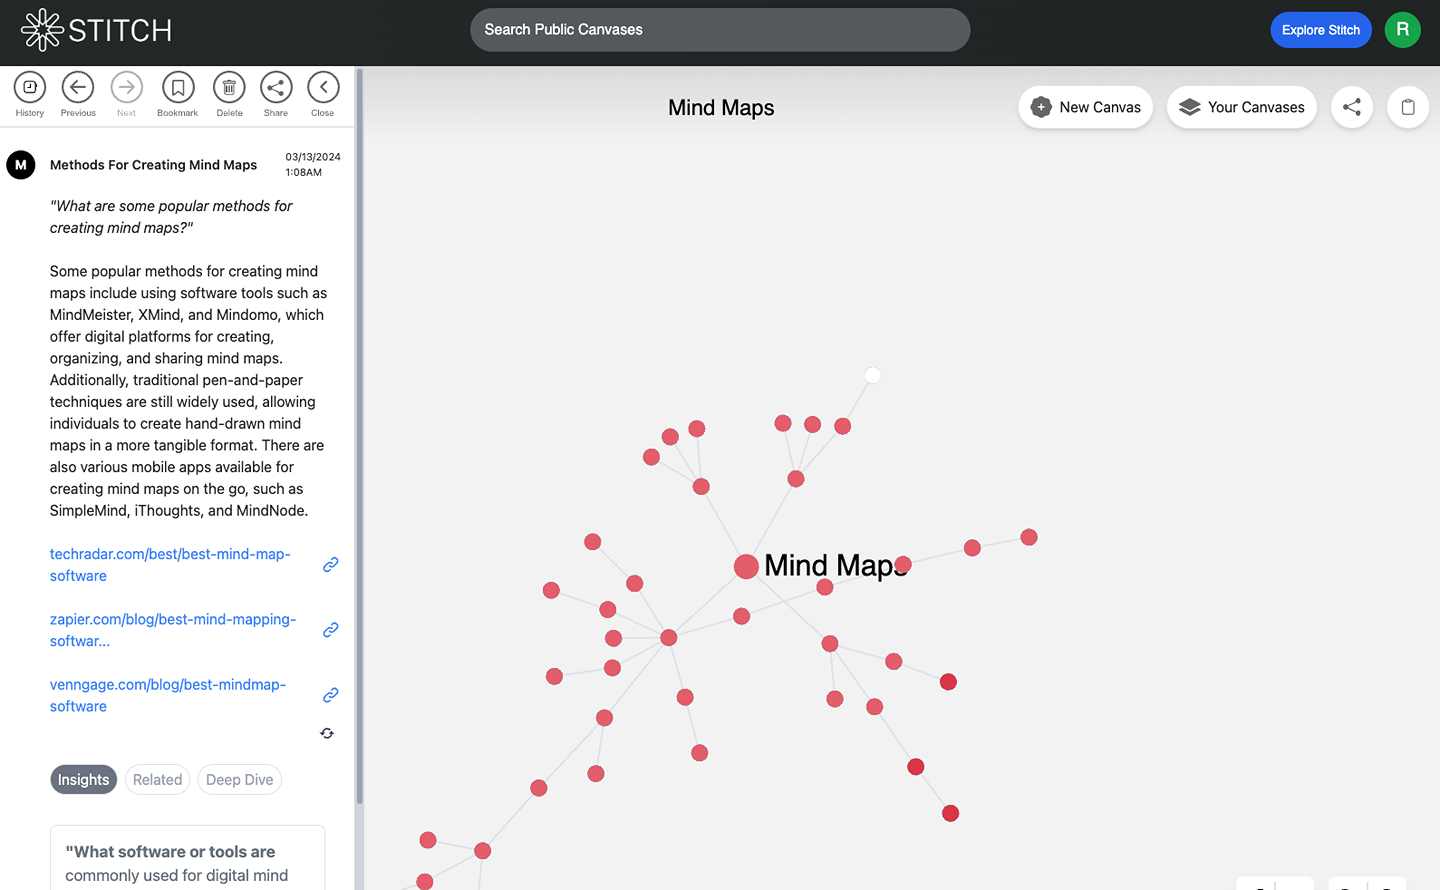 STITCH
Search Public Canvases
Explore Stitch
R
History
Previous
Next
Bookmark
Delete
Share
Close
Mind Maps
New Canvas
Your Canvases
M
Methods For Creating Mind Maps
03/13/2024
1:08AM
"What are some popular methods for
creating mind maps?"
Some popular methods for creating mind
maps include using software tools such as
MindMeister, XMind, and Mindomo, which
offer digital platforms for creating,
organizing, and sharing mind maps.
Additionally, traditional pen-and-paper
techniques are still widely used, allowing
individuals to create hand-drawn mind
maps in a more tangible format. There are
also various mobile apps available for
creating mind maps on the go, such as
SimpleMind, iThoughts, and MindNode.
techradar.com/best/best-mind-map-
software
zapier.com/blog/best-mind-mapping-
softwar...
venngage.com/blog/best-mindmap-
software
Insights
Related
Deep Dive
"What software or tools are
commonly used for digital mind
Mind Maps